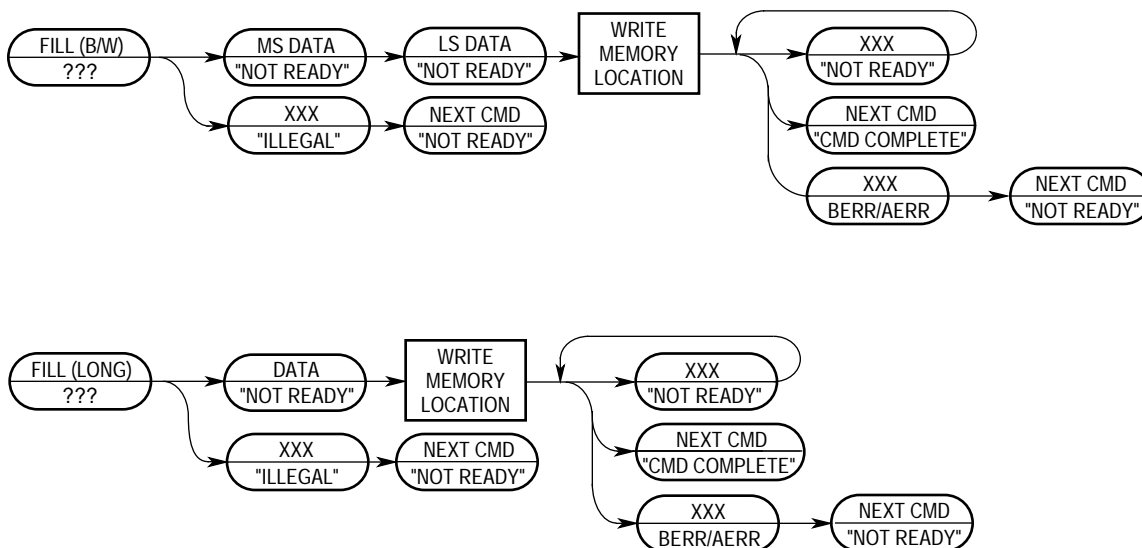 FILL (B/W)
???
MS DATA
"NOT READY"
LS DATA
"NOT READY"
WRITE
MEMORY
LOCATION
XXX
"NOT READY"
XXX
"ILLEGAL"
NEXT CMD
"NOT READY"
NEXT CMD
"CMD COMPLETE"
XXX
BERR/AERR
NEXT CMD
"NOT READY"
FILL (LONG)
???
DATA
"NOT READY"
WRITE
MEMORY
LOCATION
XXX
"NOT READY"
XXX
"ILLEGAL"
NEXT CMD
"NOT READY"
NEXT CMD
"CMD COMPLETE"
XXX
BERR/AERR
NEXT CMD
"NOT READY"